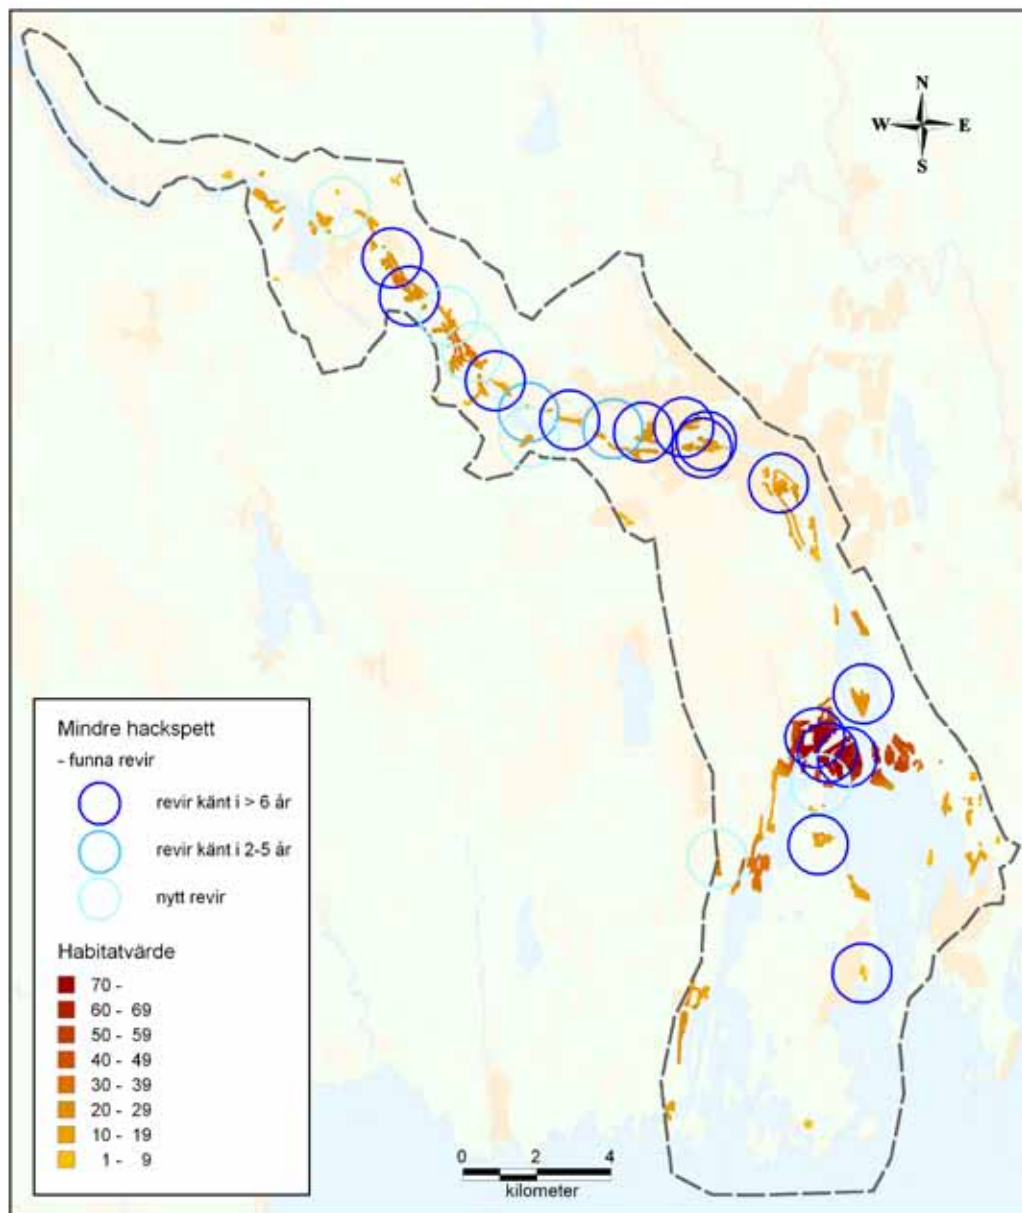 N
W E
S
Mindre hackspett
- funna revir
revir känt i > 6 år
revir känt i 2-5 år
nytt revir
Habitatvärde
70 -
60 - 69
50 - 59
40 - 49
30 - 39
20 - 29
10 - 19
1 - 9
0 2 4
kilometer